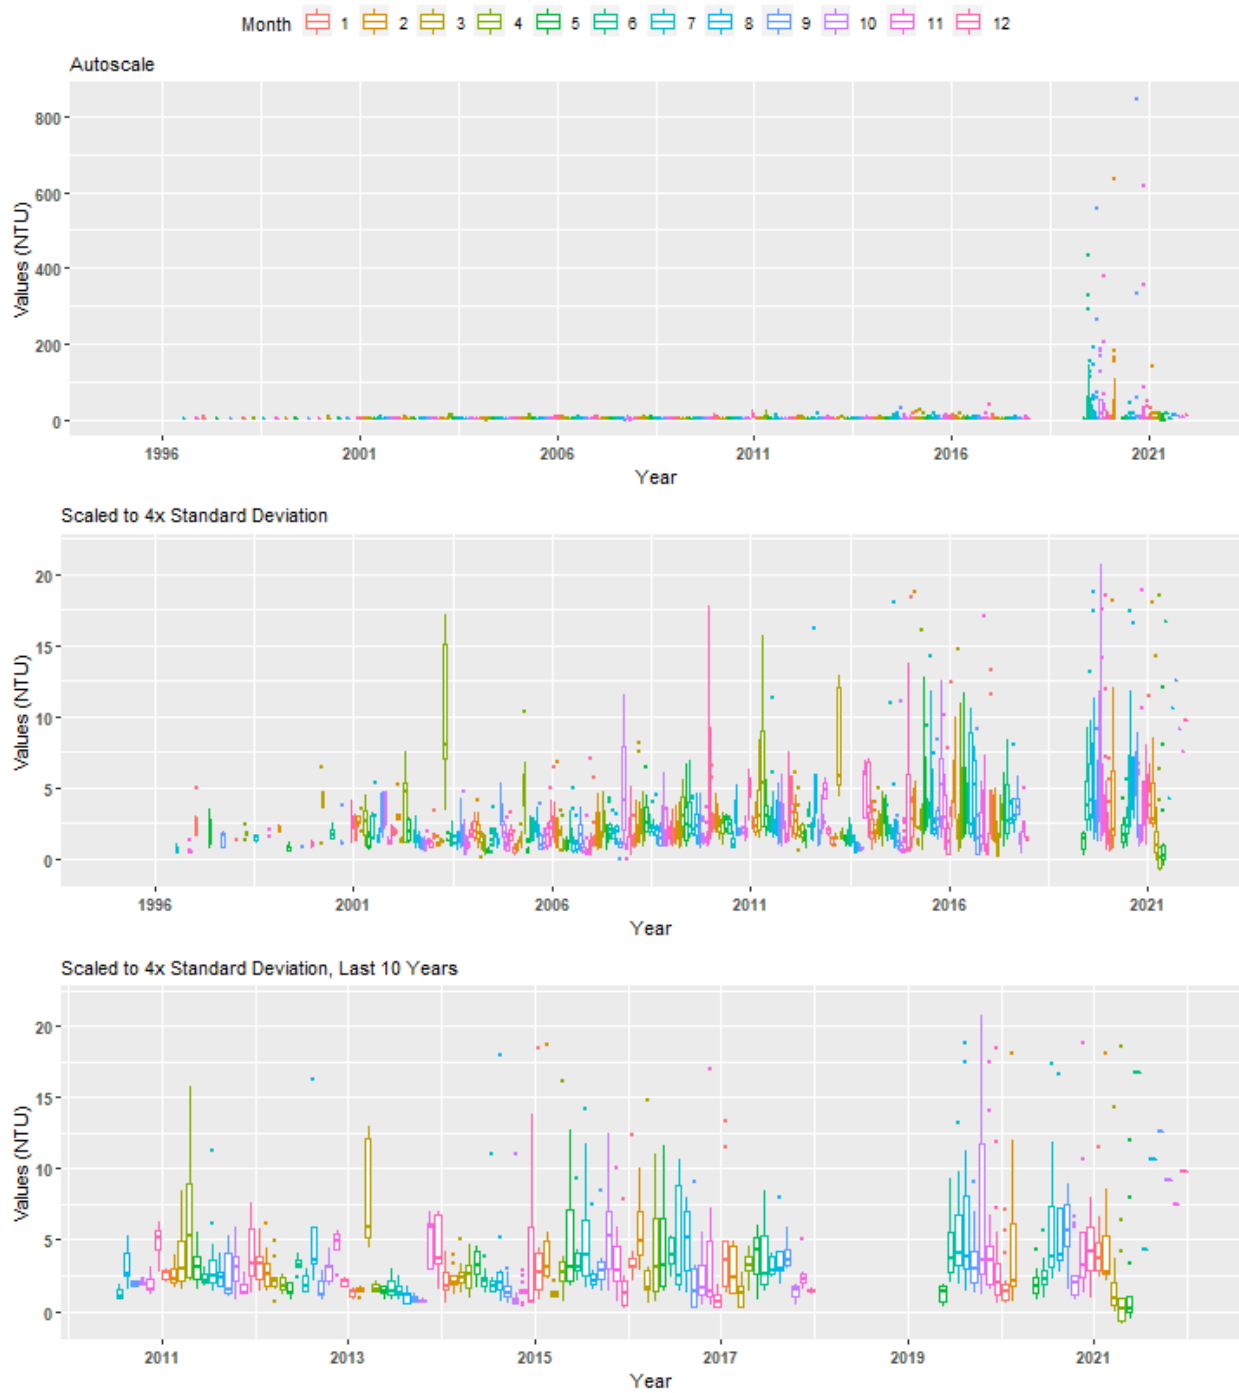 Month 1 2 3 4 5 6 7 8 9 10 11 12
Autoscale
Values (NTU)
800
600
400
200
0
1996 2001 2006 2011 2016 2021
Year
Scaled to 4x Standard Deviation
Values (NTU)
20
15
10
5
0
1996 2001 2006 2011 2016 2021
Year
Scaled to 4x Standard Deviation, Last 10 Years
Values (NTU)
20
15
10
5
0
2011 2013 2015 2017 2019 2021
Year